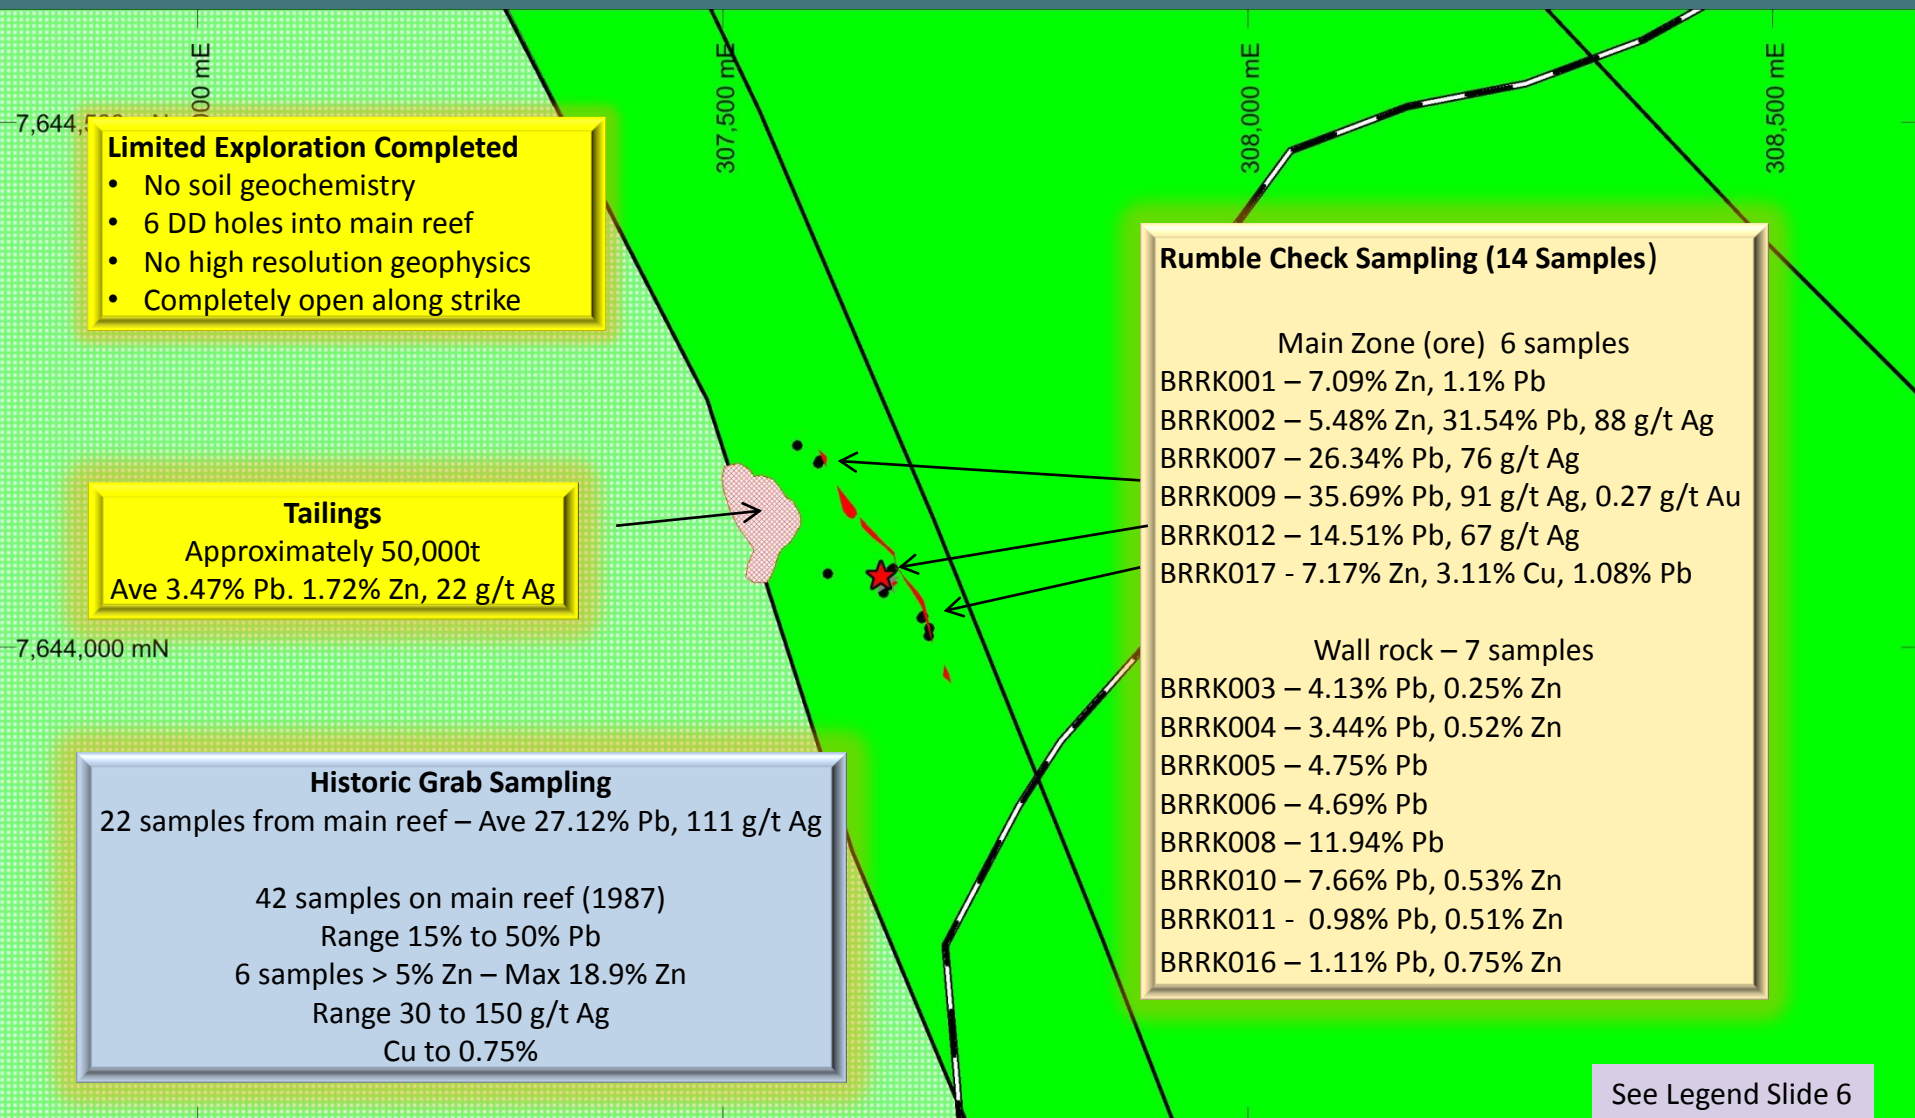 00 mE
307,500 mE
308,000 mE
308,500 mE
7,644,
Limited Exploration Completed
• No soil geochemistry
• 6 DD holes into main reef
• No high resolution geophysics
• Completely open along strike
Tailings
Approximately 50,000t
Ave 3.47% Pb. 1.72% Zn, 22 g/t Ag
7,644,000 mN
Historic Grab Sampling
22 samples from main reef – Ave 27.12% Pb, 111 g/t Ag
42 samples on main reef (1987)
Range 15% to 50% Pb
6 samples > 5% Zn – Max 18.9% Zn
Range 30 to 150 g/t Ag
Cu to 0.75%
Rumble Check Sampling (14 Samples)
Main Zone (ore) 6 samples
BRRK001 – 7.09% Zn, 1.1% Pb
BRRK002 – 5.48% Zn, 31.54% Pb, 88 g/t Ag
BRRK007 – 26.34% Pb, 76 g/t Ag
BRRK009 – 35.69% Pb, 91 g/t Ag, 0.27 g/t Au
BRRK012 – 14.51% Pb, 67 g/t Ag
BRRK017 - 7.17% Zn, 3.11% Cu, 1.08% Pb
Wall rock – 7 samples
BRRK003 – 4.13% Pb, 0.25% Zn
BRRK004 – 3.44% Pb, 0.52% Zn
BRRK005 – 4.75% Pb
BRRK006 – 4.69% Pb
BRRK008 – 11.94% Pb
BRRK010 – 7.66% Pb, 0.53% Zn
BRRK011 - 0.98% Pb, 0.51% Zn
BRRK016 – 1.11% Pb, 0.75% Zn
See Legend Slide 6